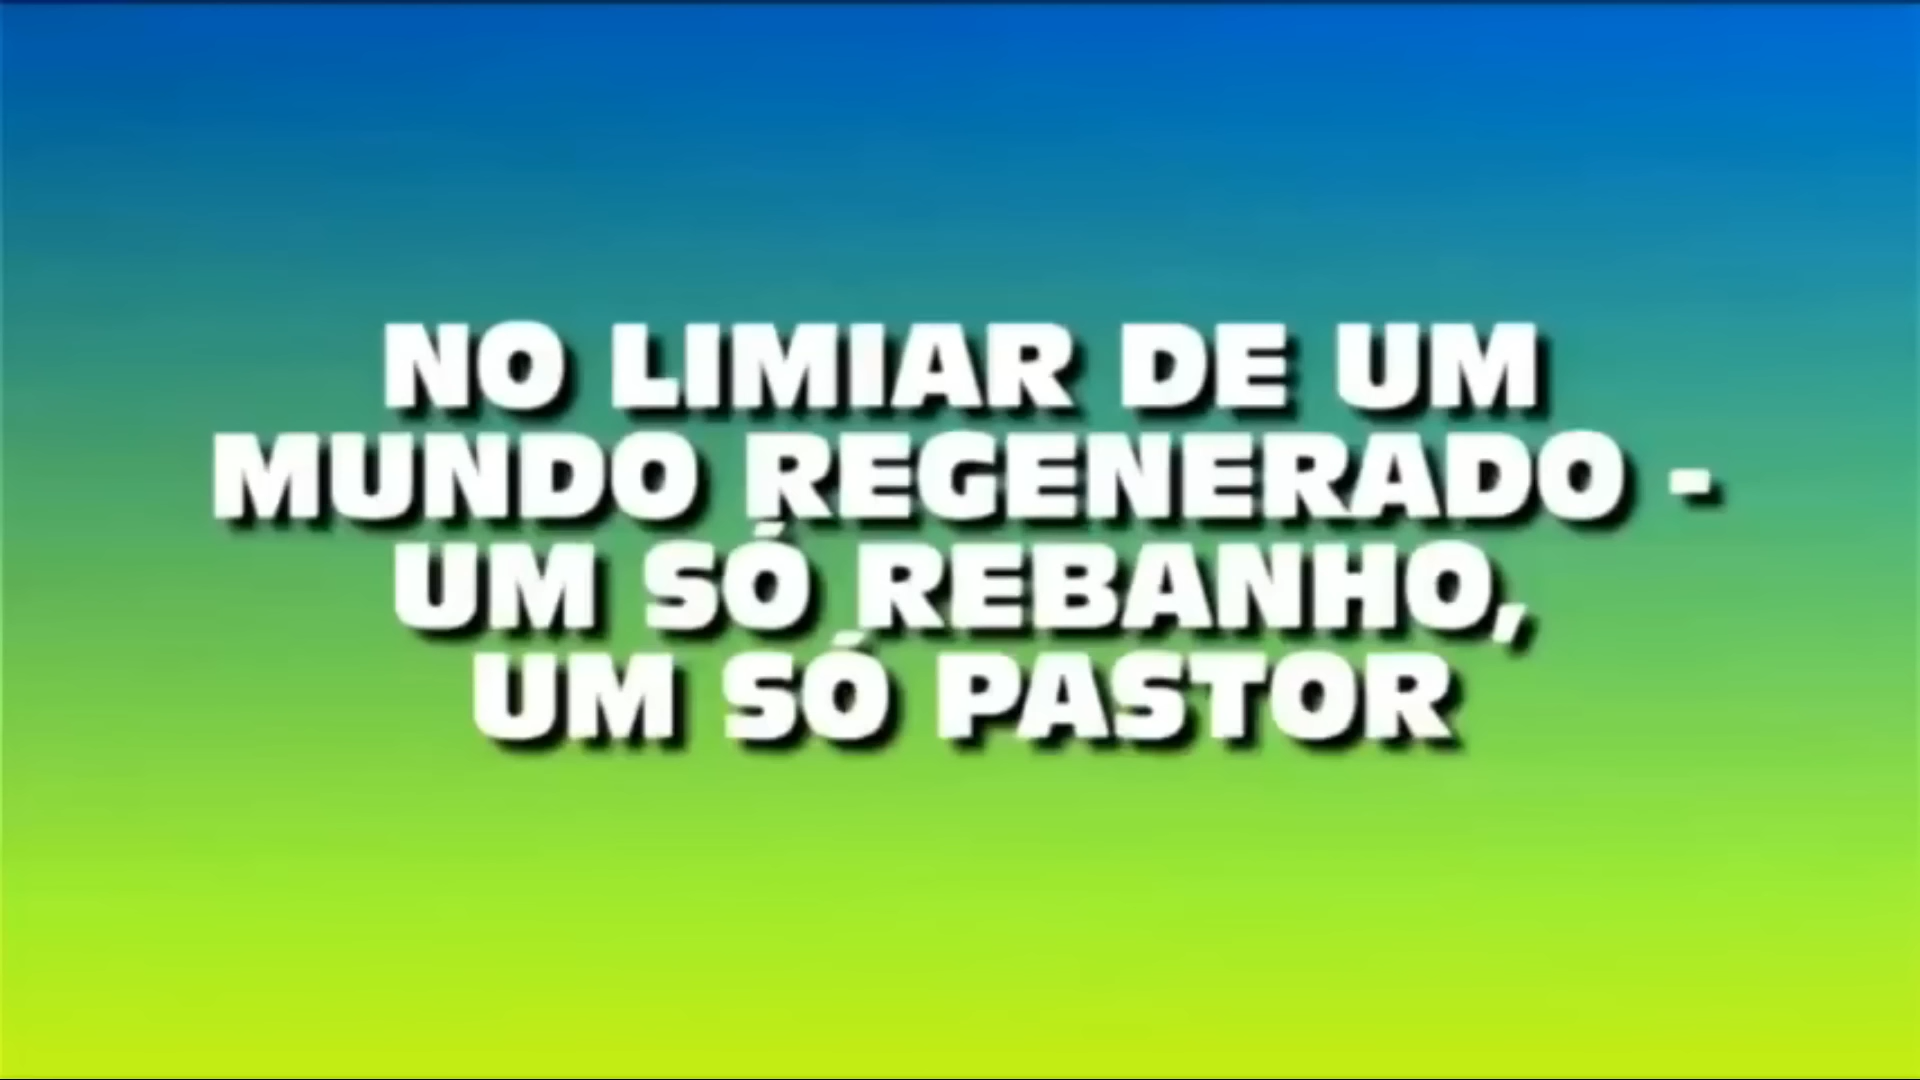 NO LIMIAR DE UM
MUNDO REGENERADO -
UM SÓ REBANHO,
UM SÓ PASTOR